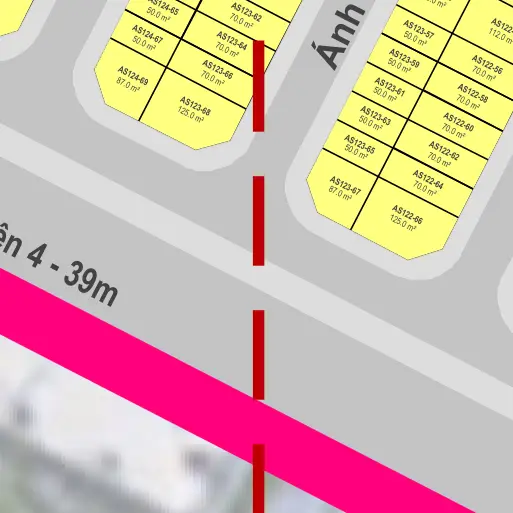 AS124-65
50.0 m²
AS123-62
70.0 m²
AS124-67
50.0 m²
AS123-64
70.0 m²
AS123-66
70.0 m²
AS124-69
87.0 m²
AS123-68
125.0 m²
Ánh
AS123-57
50.0 m²
112.0 m²
AS123-59
50.0 m²
AS122-56
70.0 m²
AS123-61
50.0 m²
AS122-58
70.0 m²
AS123-63
50.0 m²
AS122-60
70.0 m²
AS123-65
50.0 m²
AS122-62
70.0 m²
AS123-67
87.0 m²
AS122-64
70.0 m²
AS122-66
125.0 m²
ên 4 - 39m